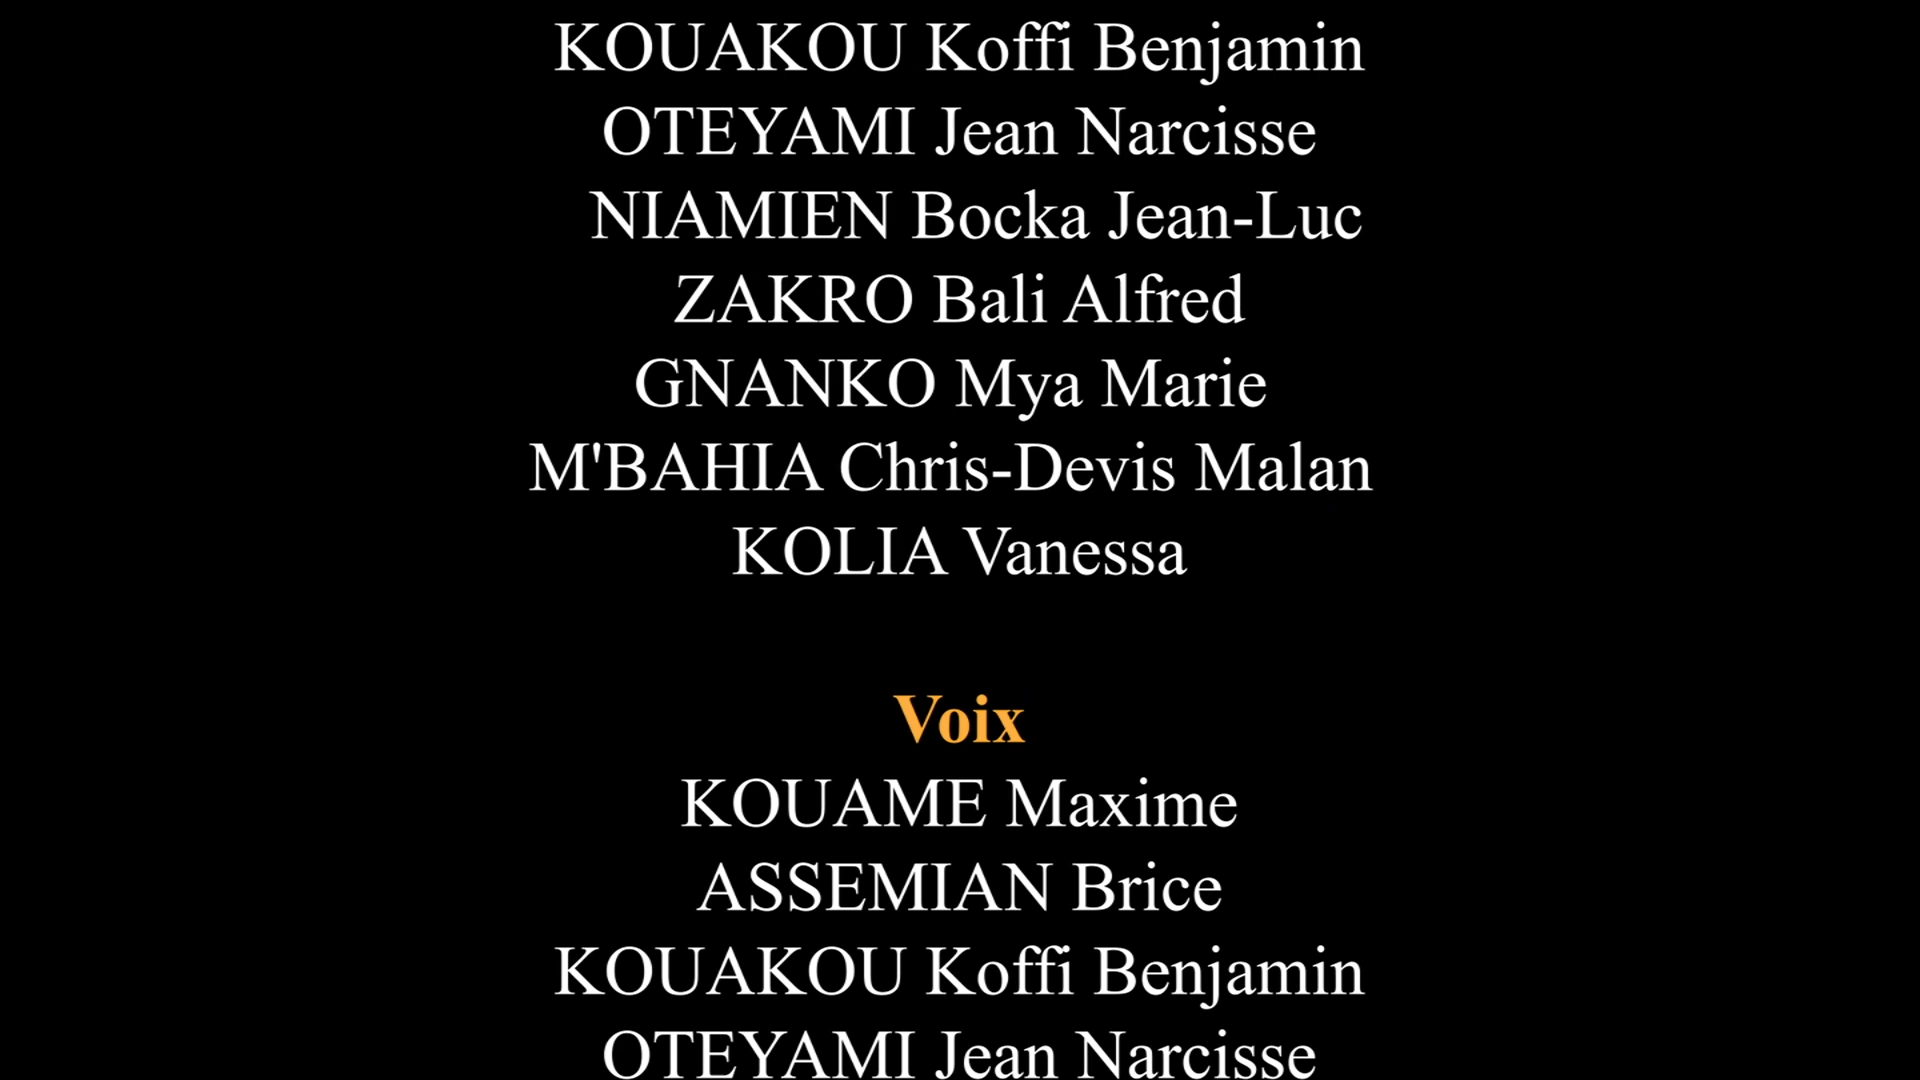 KOUAKOU Koffi Benjamin
OTEYAMI Jean Narcisse
NIAMIEN Bocka Jean-Luc
ZAKRO Bali Alfred
GNANKO Mya Marie
M'BAHIA Chris-Devis Malan
KOLIA Vanessa
Voix
KOUAME Maxime
ASSEMIAN Brice
KOUAKOU Koffi Benjamin
OTEYAMI Jean Narcisse